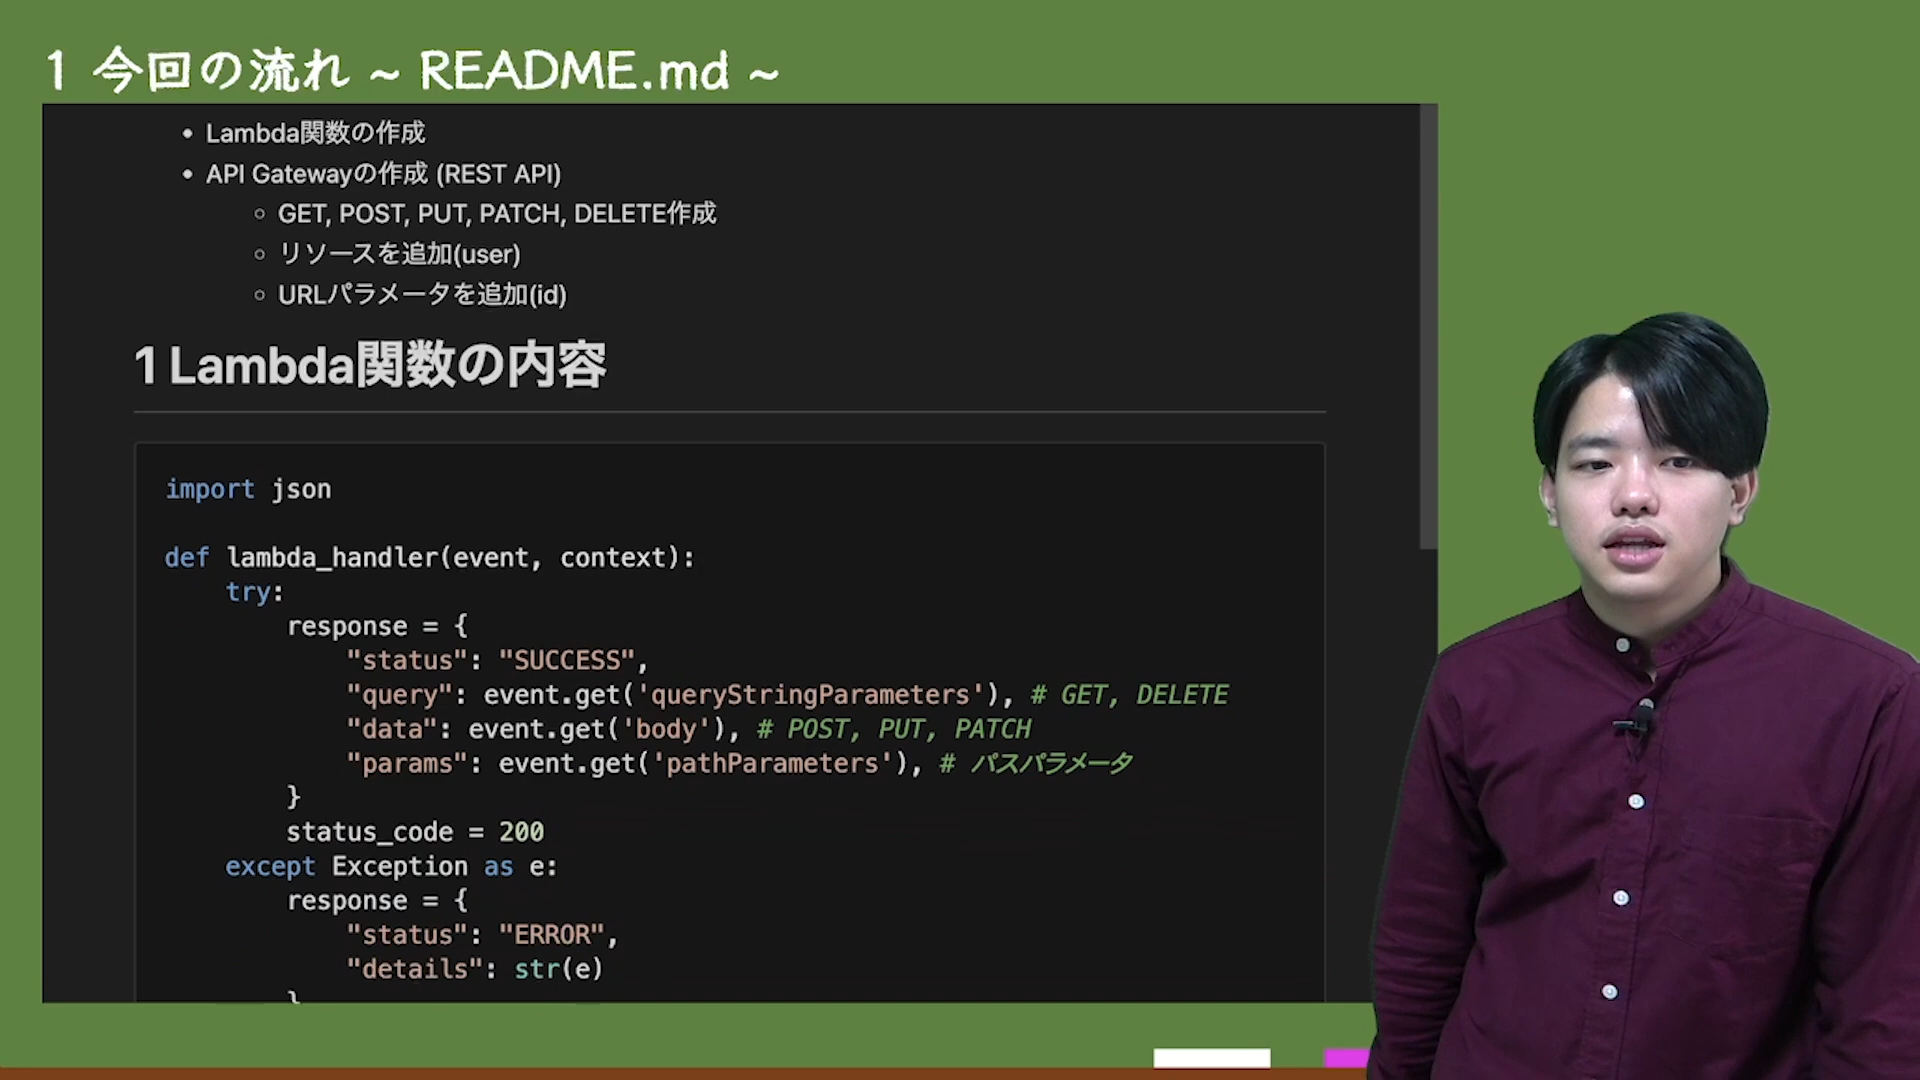 1 今回の流れ ~ README.md ~
• Lambda関数の作成
• API Gatewayの作成 (REST API)
○ GET, POST, PUT, PATCH, DELETE作成
○ リソースを追加(user)
○ URLパラメータを追加(id)
1 Lambda関数の内容
import json
def lambda_handler(event, context):
    try:
        response = {
            "status": "SUCCESS",
            "query": event.get('queryStringParameters'), # GET, DELETE
            "data": event.get('body'), # POST, PUT, PATCH
            "params": event.get('pathParameters'), # パスパラメータ
        }
        status_code = 200
    except Exception as e:
        response = {
            "status": "ERROR",
            "details": str(e)
        }